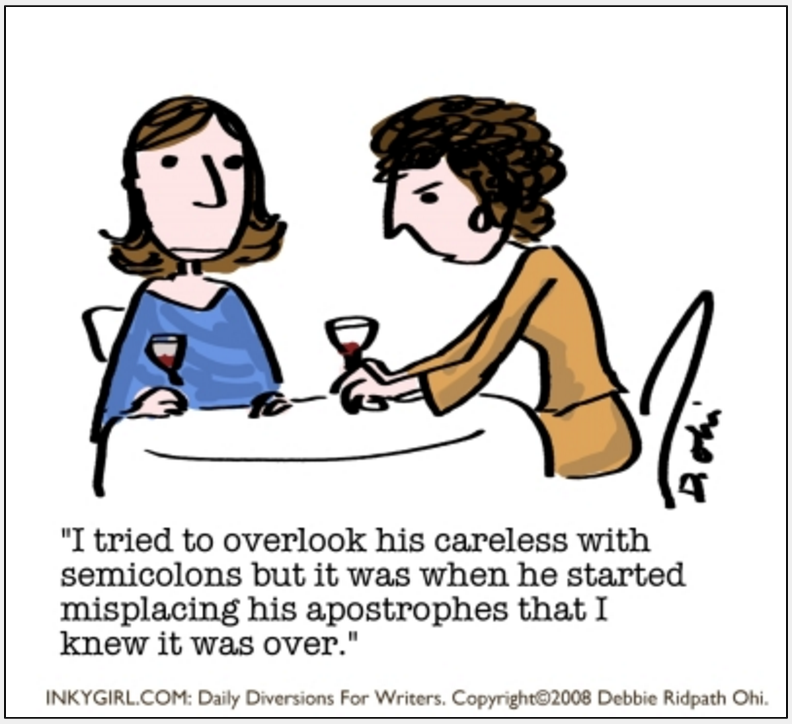 Dohi
"I tried to overlook his careless with
semicolons but it was when he started
misplacing his apostrophes that I
knew it was over."
INKYGIRL.COM: Daily Diversions For Writers. Copyright©2008 Debbie Ridpath Ohi.